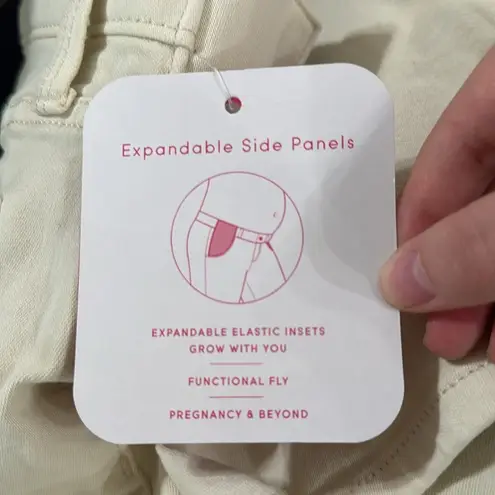 Expandable Side Panels
EXPANDABLE ELASTIC INSETS
GROW WITH YOU
FUNCTIONAL FLY
PREGNANCY & BEYOND